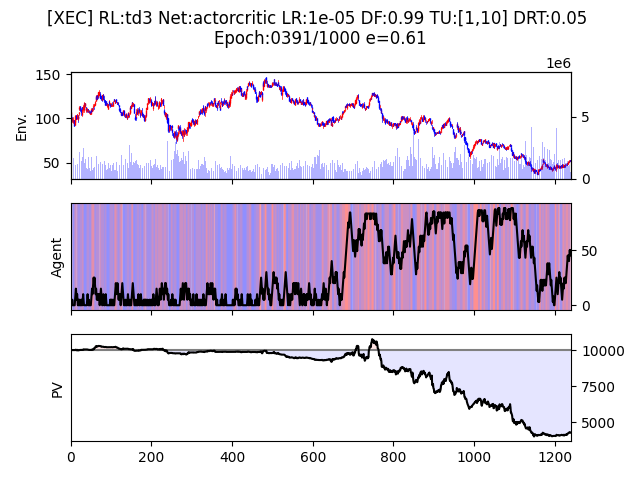 [XEC] RL:td3 Net:actorcritic LR:1e-05 DF:0.99 TU:[1,10] DRT:0.05
Epoch:0391/1000 e=0.61
1e6
150
100
50
Env.
5
0
Agent
50
0
PV
10000
7500
5000
0 200 400 600 800 1000 1200